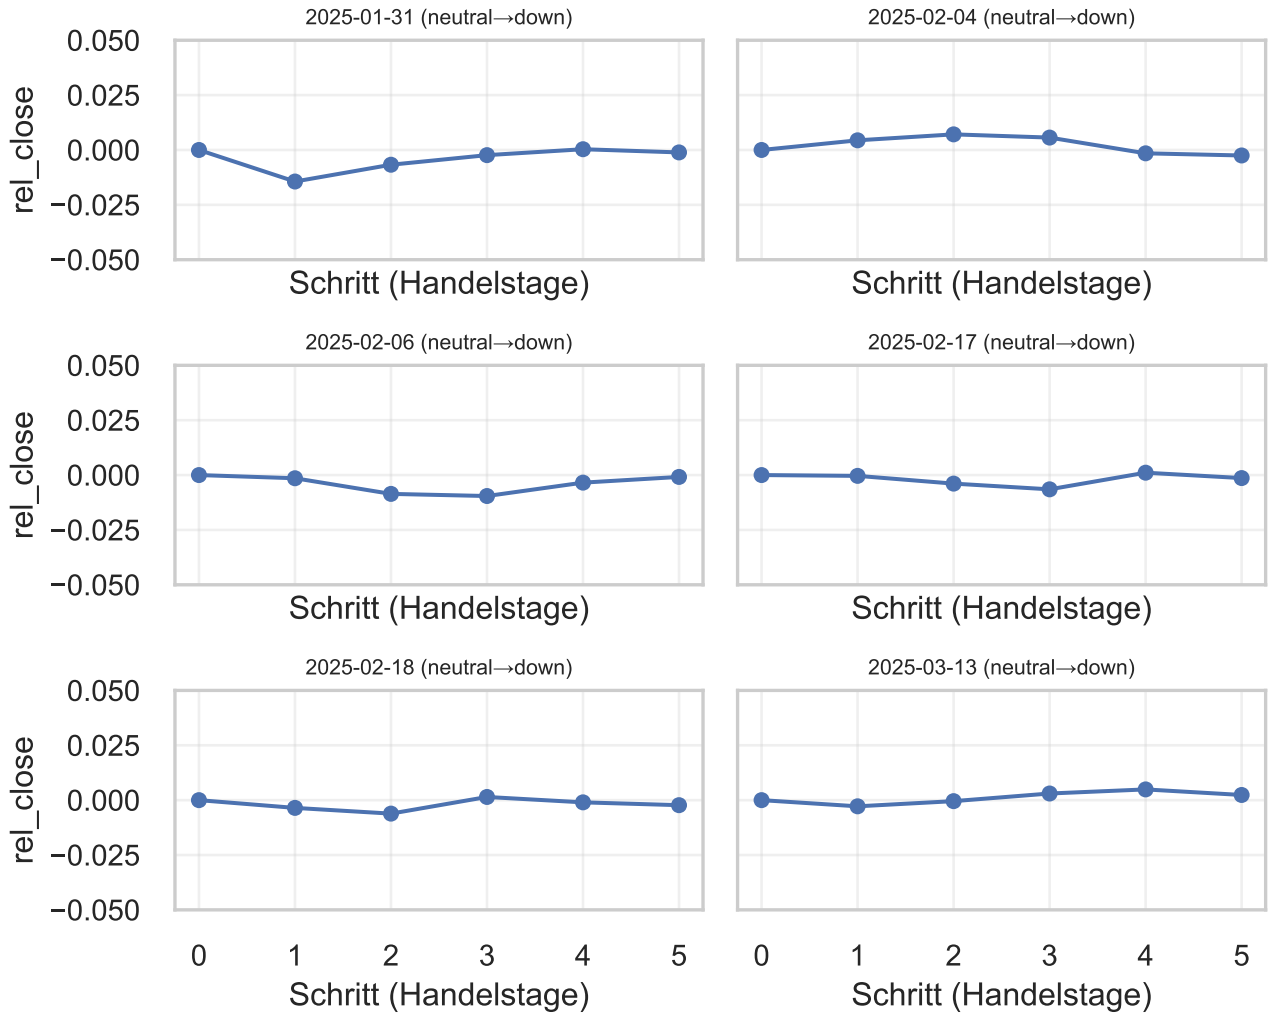 2025-01-31 (neutral→down)
0.050
0.025
0.000
−0.025
−0.050
rel_close
Schritt (Handelstage)
2025-02-04 (neutral→down)
Schritt (Handelstage)
2025-02-06 (neutral→down)
0.050
0.025
0.000
−0.025
−0.050
rel_close
Schritt (Handelstage)
2025-02-17 (neutral→down)
Schritt (Handelstage)
2025-02-18 (neutral→down)
0.050
0.025
0.000
−0.025
−0.050
rel_close
0 1 2 3 4 5
Schritt (Handelstage)
2025-03-13 (neutral→down)
0 1 2 3 4 5
Schritt (Handelstage)